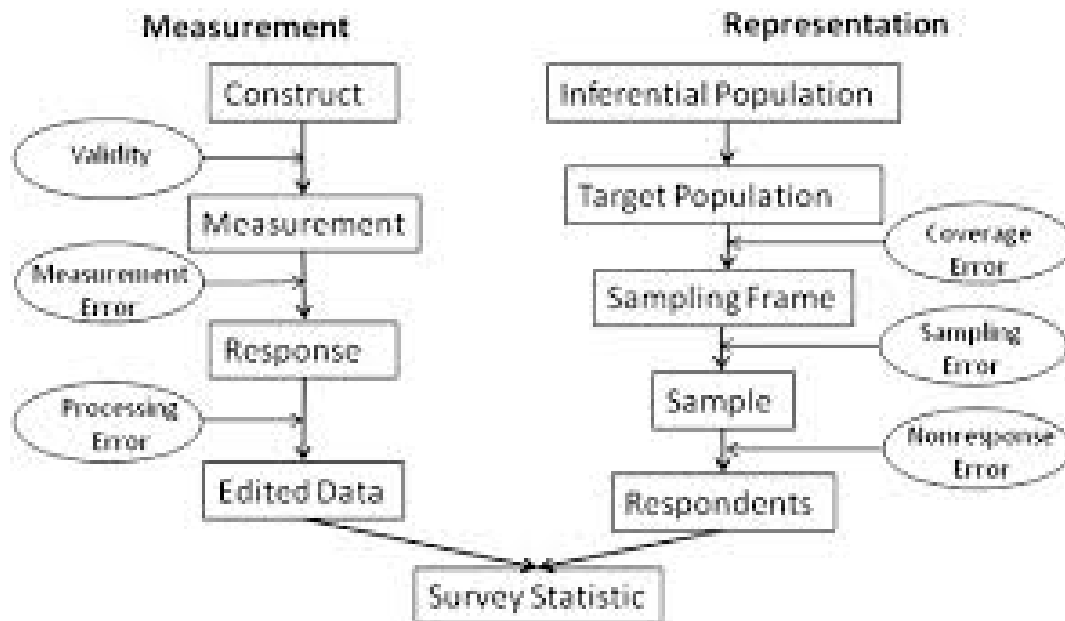 Measurement
Construct
Validity
Measurement
Measurement
Error
Response
Processing
Error
Edited Data
Representation
Inferential Population
Target Population
Coverage
Error
Sampling Frame
Sampling
Error
Sample
Nonresponse
Error
Respondents
Survey Statistic